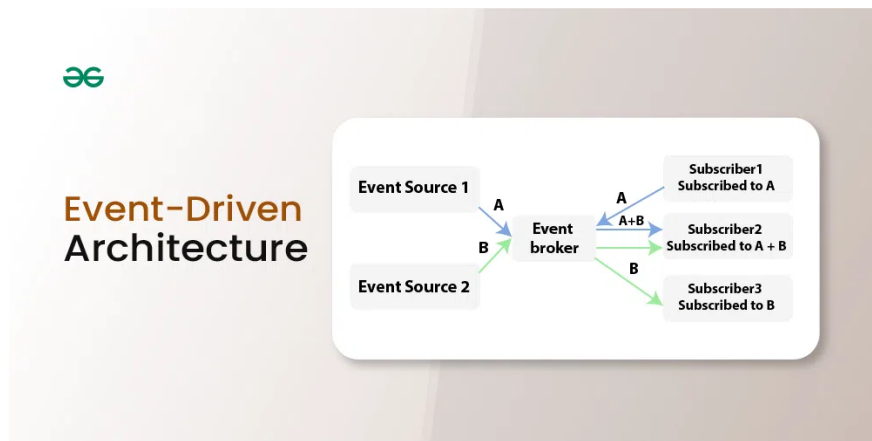 Event-Driven
Architecture
Event Source 1
Event Source 2
A
B
Event
broker
A
A+B
B
Subscriber1
Subscribed to A
Subscriber2
Subscribed to A + B
Subscriber3
Subscribed to B